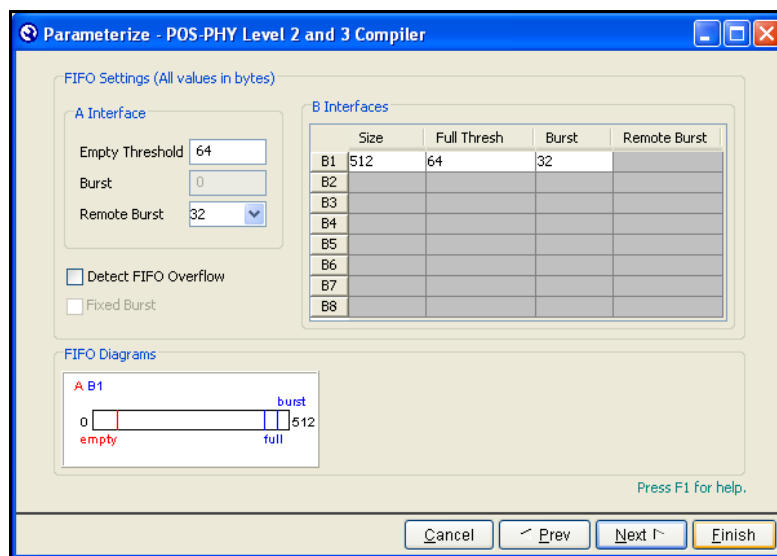 Parameterize - POS-PHY Level 2 and 3 Compiler
FIFO Settings (All values in bytes)
A Interface
Empty Threshold 64
Burst 0
Remote Burst 32
Detect FIFO Overflow
Fixed Burst
B Interfaces
Size Full Thresh Burst Remote Burst
B1 512 64 32
B2
B3
B4
B5
B6
B7
B8
FIFO Diagrams
A B1
burst
0 512
empty full
Press F1 for help.
Cancel Prev Next Finish